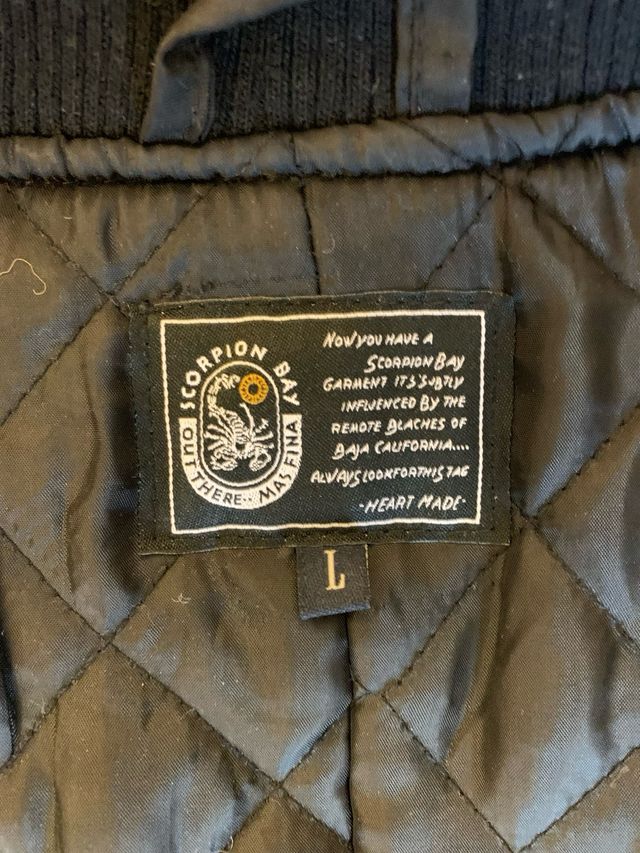 SCORPION BAY
OUT THERE.. MAS FINA
NOW YOU HAVE A
SCORPION BAY
GARMENT IT'S SUBTLY
INFLUENCED BY THE
REMOTE BEACHES OF
BAJA CALIFORNIA....
ALWAYS LOOK FOR THIS TAG
-HEART MADE-
L